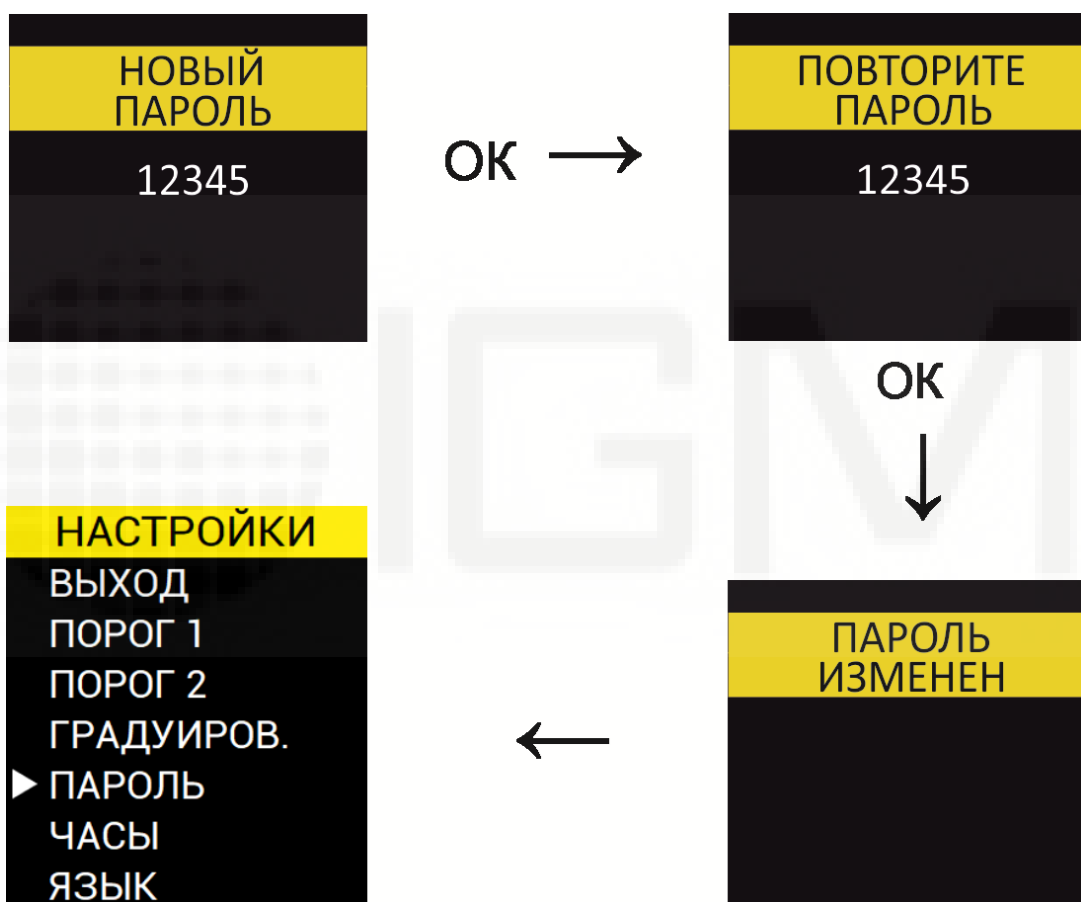 НОВЫЙ
ПАРОЛЬ
12345
ОК →
ПОВТОРИТЕ
ПАРОЛЬ
12345
ОК
↓
ПАРОЛЬ
ИЗМЕНЕН
←
НАСТРОЙКИ
ВЫХОД
ПОРОГ 1
ПОРОГ 2
ГРАДУИРОВ.
▶ ПАРОЛЬ
ЧАСЫ
ЯЗЫК